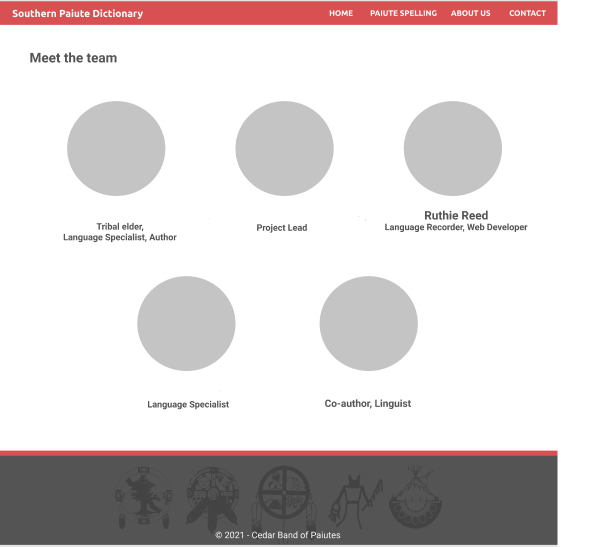 Southern Paiute Dictionary HOME PAIUTE SPELLING ABOUT US CONTACT
Meet the team
Tribal elder,
Language Specialist, Author
Project Lead
Ruthie Reed
Language Recorder, Web Developer
Language Specialist
Co-author, Linguist
© 2021 - Cedar Band of Paiutes